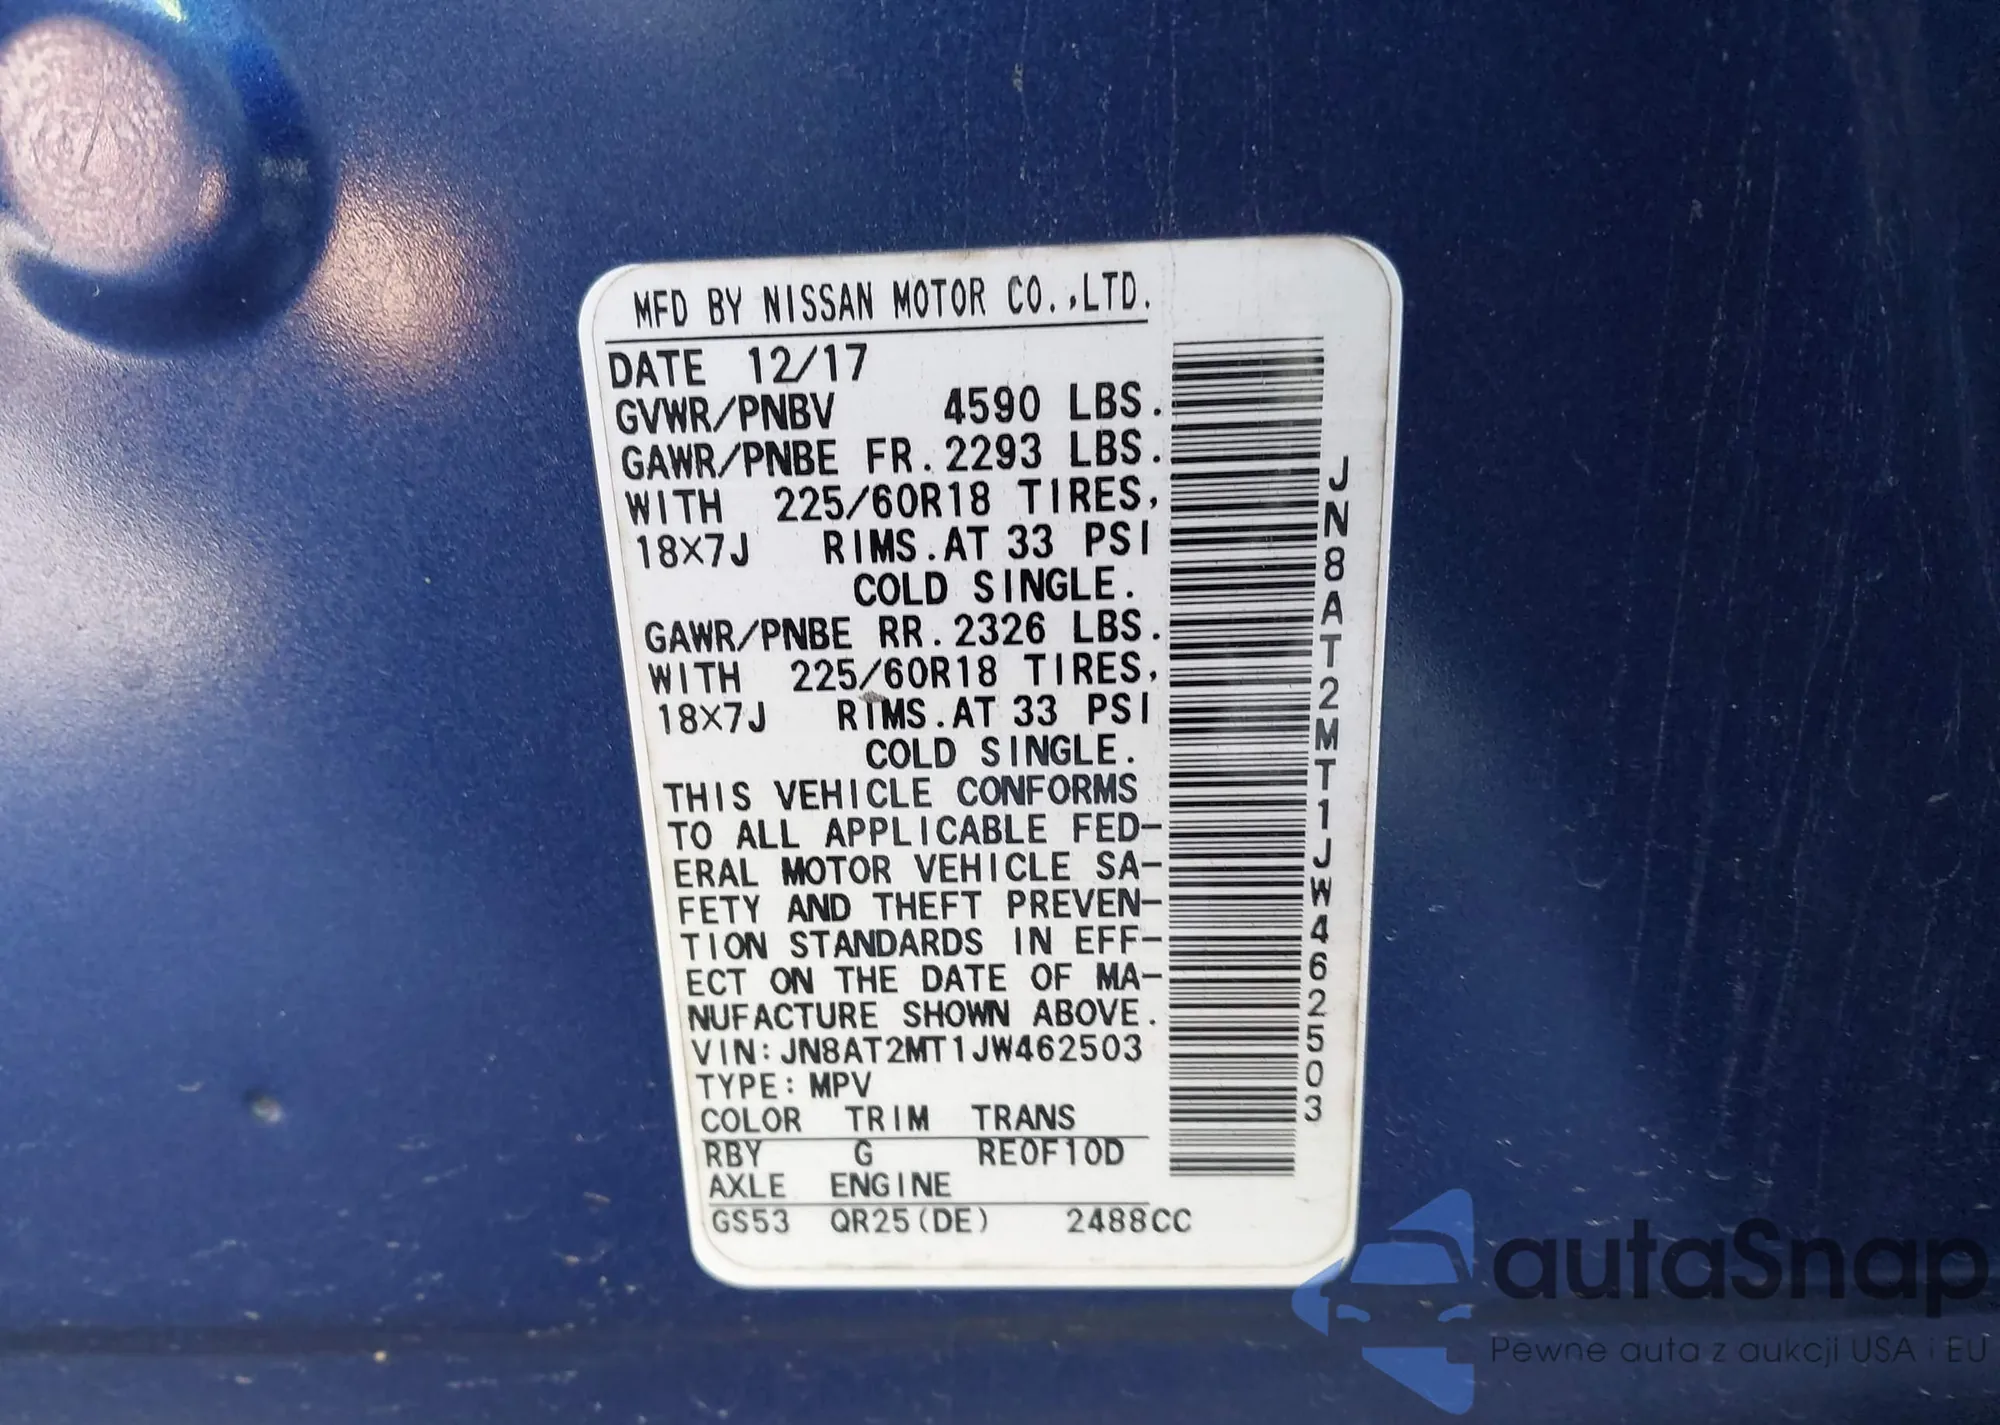 MFD BY NISSAN MOTOR CO.,LTD.
DATE 12/17
GVWR/PNBV 4590 LBS.
GAWR/PNBE FR.2293 LBS.
WITH 225/60R18 TIRES,
18X7J RIMS.AT 33 PSI
COLD SINGLE.
GAWR/PNBE RR.2326 LBS.
WITH 225/60R18 TIRES,
18X7J RIMS.AT 33 PSI
COLD SINGLE.
THIS VEHICLE CONFORMS
TO ALL APPLICABLE FED-
ERAL MOTOR VEHICLE SA-
FETY AND THEFT PREVEN-
TION STANDARDS IN EFF-
ECT ON THE DATE OF MA-
NUFACTURE SHOWN ABOVE.
VIN:JN8AT2MT1JW462503
TYPE:MPV
COLOR TRIM TRANS
RBY G RE0F10D
AXLE ENGINE
GS53 QR25(DE) 2488CC
JN8AT2MT1JW462503
autaSnap
Pewne auta z aukcji USA i EU